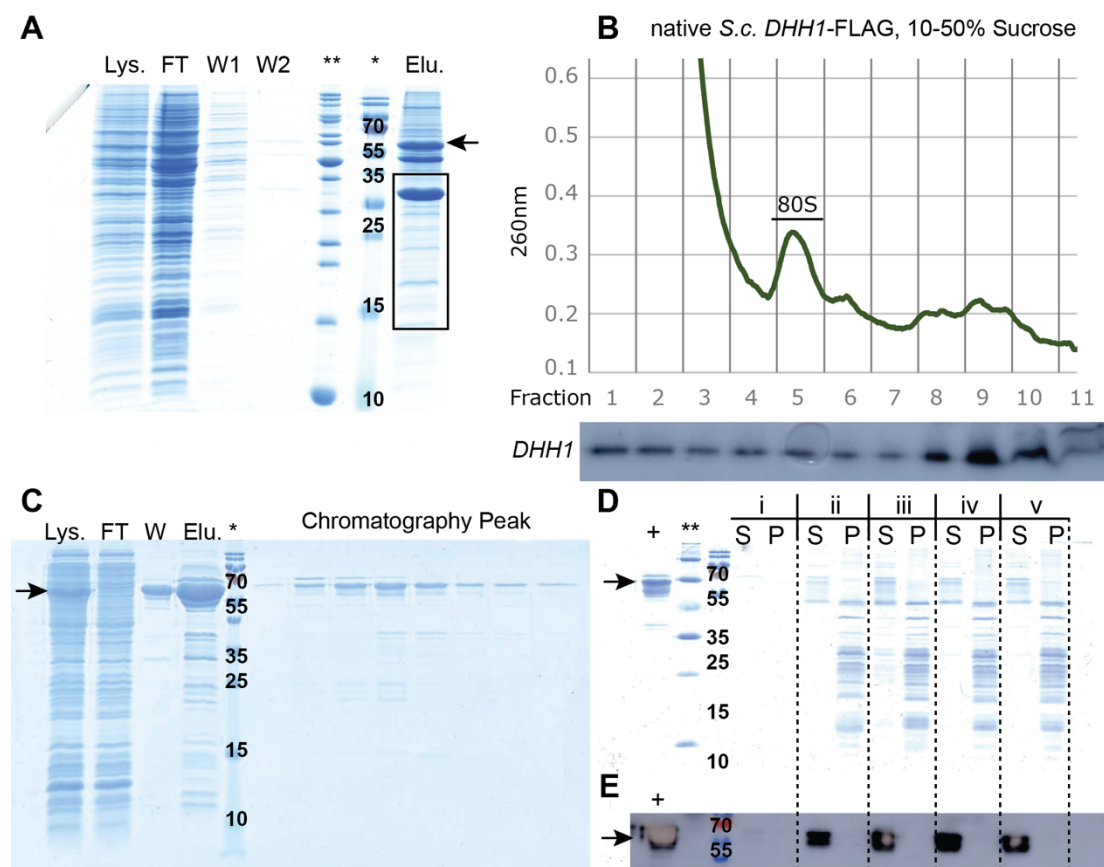 A
Lys. FT W1 W2 ** * Elu.
70
55
35
25
15
10
B
native S.c. DHH1-FLAG, 10-50% Sucrose
260nm
0.6
0.5
0.4
0.3
0.2
0.1
80S
Fraction 1 2 3 4 5 6 7 8 9 10 11
DHH1
C
Lys. FT W Elu. * Chromatography Peak
70
55
35
25
15
10
D
i ii iii iv v
+ ** S P S P S P S P S P
70
55
35
25
15
10
E
+
70
55